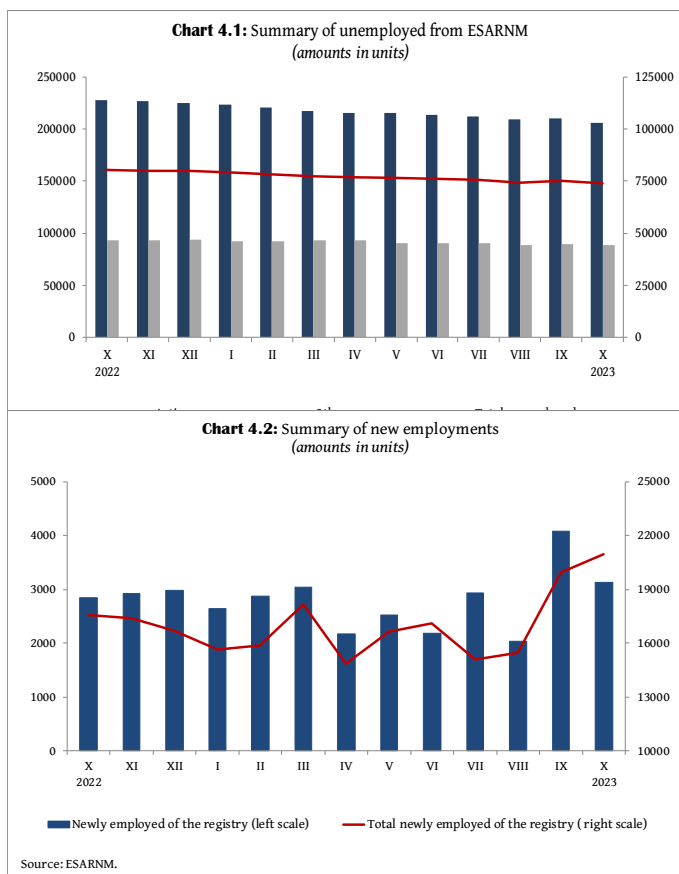 Chart 4.1: Summary of unemployed from ESARNM
(amounts in units)
250000 125000
200000 100000
150000 75000
100000 50000
50000 25000
0 0
X XI XII I II III IV V VI VII VIII IX X
2022 2023
Chart 4.2: Summary of new employments
(amounts in units)
5000 25000
4000 22000
3000 19000
2000 16000
1000 13000
0 10000
X XI XII I II III IV V VI VII VIII IX X
2022 2023
Newly employed of the registry (left scale) Total newly employed of the registry ( right scale)
Source: ESARNM.